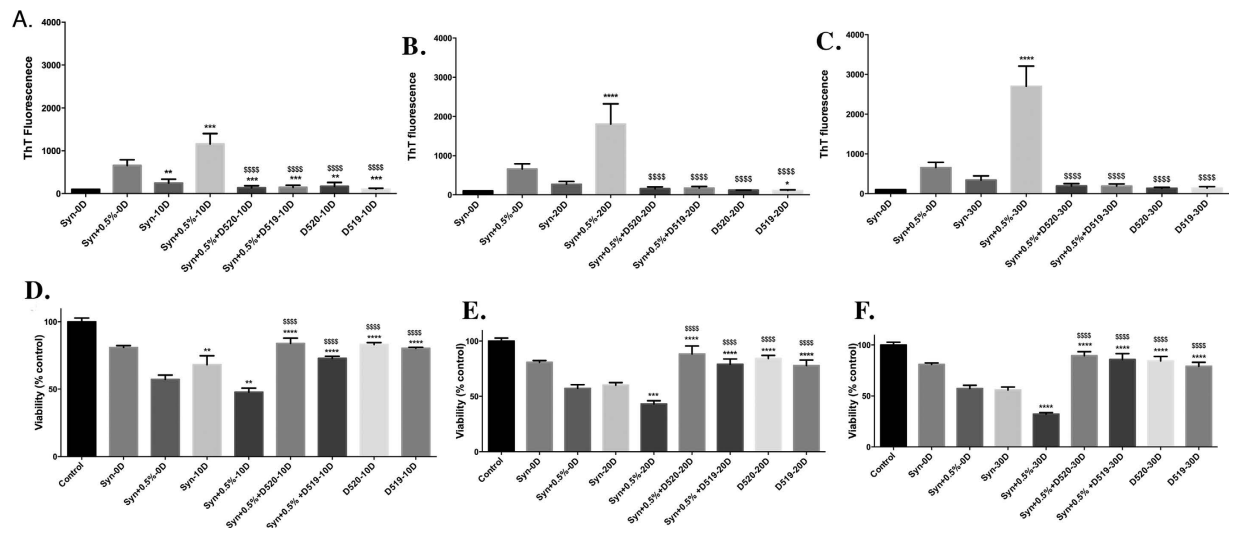 A.
4000
3000
2000
1000
0
ThT Fluorescenece
**
***
$$$$
***
$$$$
***
$$$$
**
$$$$
***
Syn-0D
Syn+0.5%-0D
Syn-10D
Syn+0.5%-10D
Syn+0.5%+D520-10D
Syn+0.5%+D519-10D
D520-10D
D519-10D
B.
4000
3000
2000
1000
0
ThT fluorescence
****
$$$$
$$$$
$$$$
$$$$
*
Syn-0D
Syn+0.5%-0D
Syn-20D
Syn+0.5%-20D
Syn+0.5%+D520-20D
Syn+0.5%+D519-20D
D520-20D
D519-20D
C.
4000
3000
2000
1000
0
ThT fluorescence
****
$$$$
$$$$
$$$$
$$$$
Syn-0D
Syn+0.5%-0D
Syn-30D
Syn+0.5%-30D
Syn+0.5%+D520-30D
Syn+0.5%+D519-30D
D520-30D
D519-30D
D.
100
50
0
Viability (% control)
**
**
$$$$
****
$$$$
****
$$$$
****
$$$$
****
Control
Syn-0D
Syn+0.5%-0D
Syn-10D
Syn+0.5%-10D
Syn+0.5%+D520-10D
Syn+0.5% +D519-10D
D520-10D
D519-10D
E.
100
50
0
Viability (% control)
***
$$$$
****
$$$$
****
$$$$
****
$$$$
****
Control
Syn-0D
Syn+0.5%-0D
Syn-20D
Syn+0.5%-20D
Syn+0.5%+D520-20D
Syn+0.5% +D519-20D
D520-20D
D519-20D
F.
100
50
0
Viability (% control)
****
$$$$
****
$$$$
****
$$$$
****
$$$$
****
Control
Syn-0D
Syn+0.5%-0D
Syn-30D
Syn+0.5%-30D
Syn+0.5%+D520-30D
Syn+0.5% +D519-30D
D520-30D
D519-30D